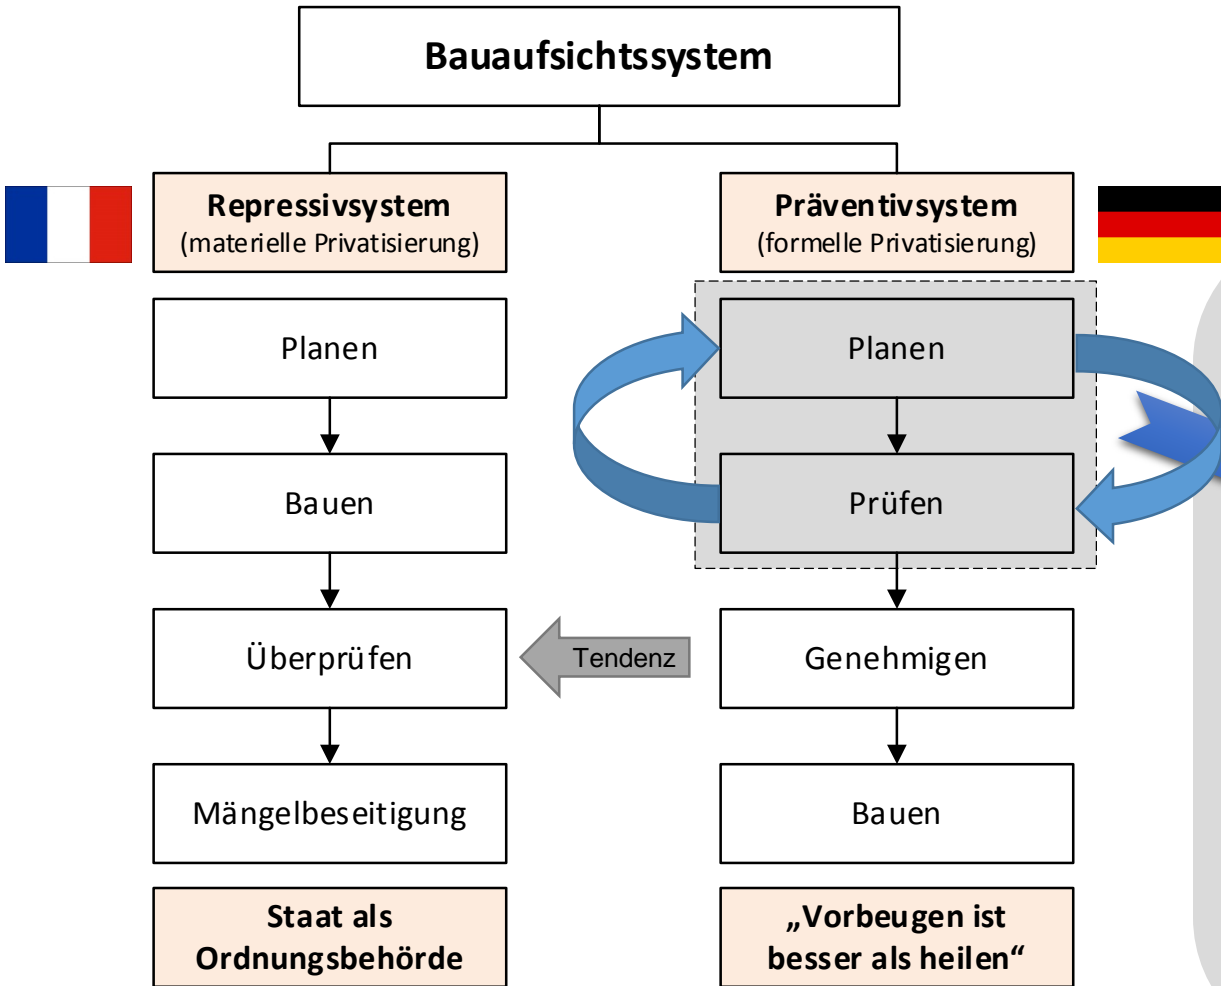 Bauaufsichtssystem
Repressivsystem
(materielle Privatisierung)
Planen
Bauen
Überprüfen
Mängelbeseitigung
Staat als
Ordnungsbehörde
Tendenz
Präventivsystem
(formelle Privatisierung)
Planen
Prüfen
Genehmigen
Bauen
„Vorbeugen ist
besser als heilen“